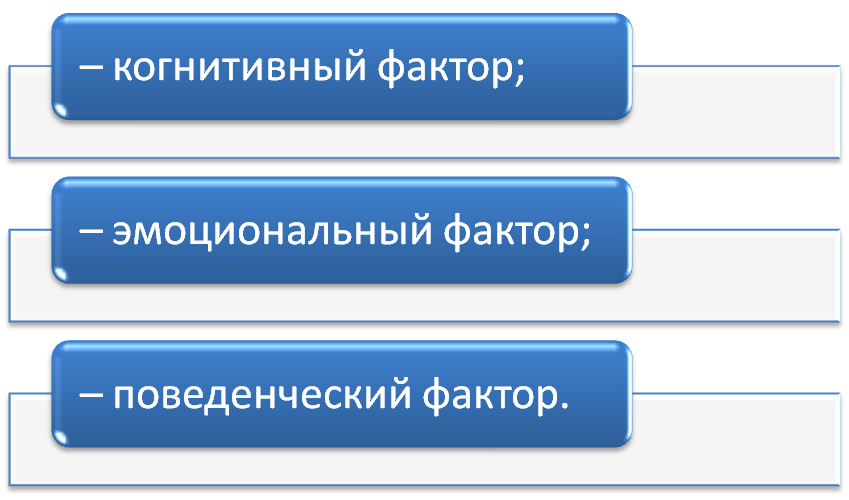 – когнитивный фактор;
– эмоциональный фактор;
– поведенческий фактор.